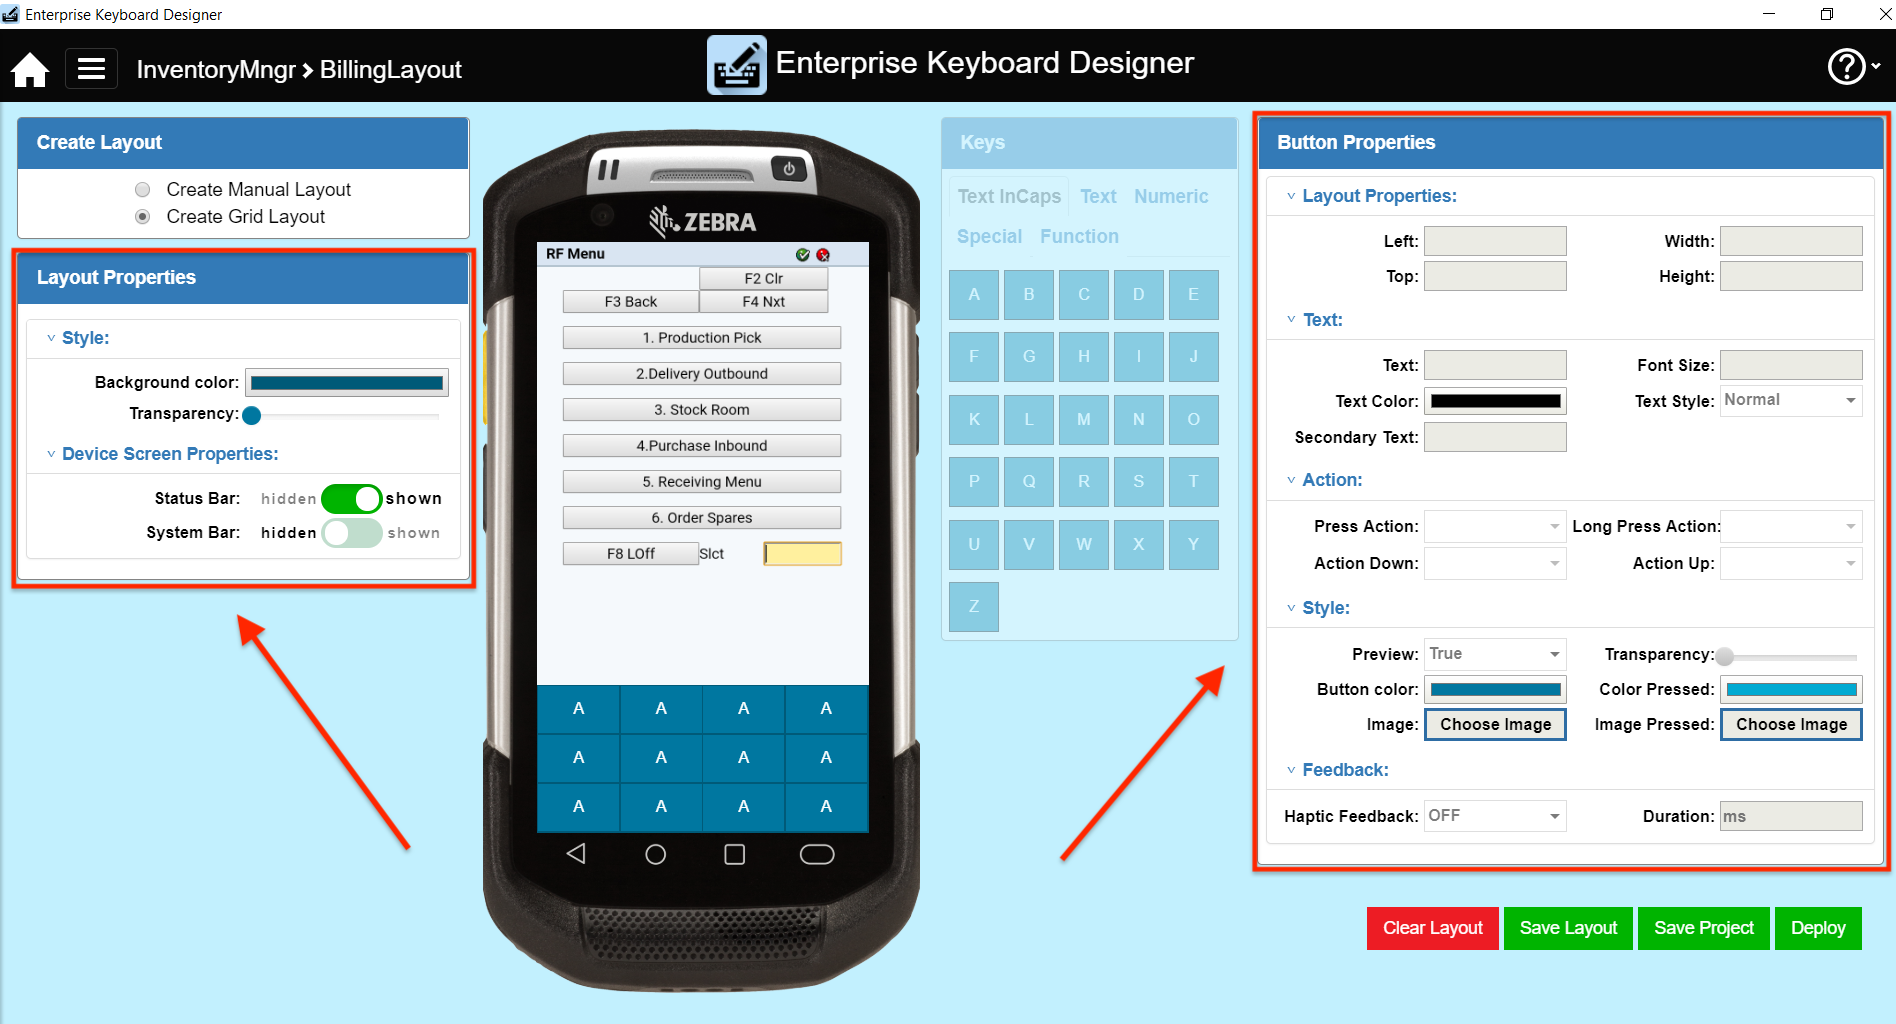 Enterprise Keyboard Designer
InventoryMngr > BillingLayout
Enterprise Keyboard Designer
Create Layout
Create Manual Layout
Create Grid Layout
Layout Properties
Style:
Background color:
Transparency:
Device Screen Properties:
Status Bar: hidden shown
System Bar: hidden shown
ZEBRA
RF Menu
F2 Clr
F3 Back F4 Nxt
1. Production Pick
2.Delivery Outbound
3. Stock Room
4.Purchase Inbound
5. Receiving Menu
6. Order Spares
F8 LOff Slct
A A A A
A A A A
A A A A
Keys
Text InCaps Text Numeric
Special Function
A B C D E
F G H I J
K L M N O
P Q R S T
U V W X Y
Z
Button Properties
Layout Properties:
Left: Width:
Top: Height:
Text:
Text: Font Size:
Text Color: Text Style: Normal
Secondary Text:
Action:
Press Action: Long Press Action:
Action Down: Action Up:
Style:
Preview: True Transparency:
Button color: Color Pressed:
Image: Choose Image Image Pressed: Choose Image
Feedback:
Haptic Feedback: OFF Duration: ms
Clear Layout Save Layout Save Project Deploy